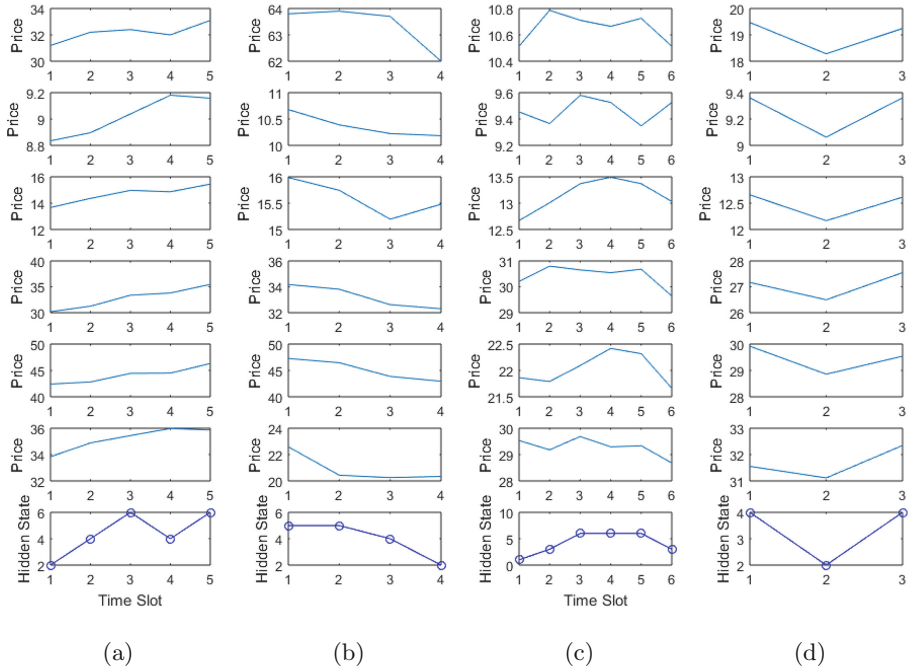 34 64 10.8 20
Price 32 Price 63 Price 10.6 Price 19
30 62 10.4 18
1 2 3 4 5 1 2 3 4 1 2 3 4 5 6 1 2 3
9.2 11 9.6 9.4
Price 9 Price 10.5 Price 9.4 Price 9.2
8.8 10 9.2 9
1 2 3 4 5 1 2 3 4 1 2 3 4 5 6 1 2 3
16 16 13.5 13
Price 14 Price 15.5 Price 13 Price 12.5
12 15 12.5 12
1 2 3 4 5 1 2 3 4 1 2 3 4 5 6 1 2 3
40 36 31 28
Price 35 Price 34 Price 30 Price 27
30 32 29 26
1 2 3 4 5 1 2 3 4 1 2 3 4 5 6 1 2 3
50 50 22.5 30
Price 45 Price 45 Price 22 Price 29
40 40 21.5 28
1 2 3 4 5 1 2 3 4 1 2 3 4 5 6 1 2 3
36 24 30 33
Price 34 Price 22 Price 29 Price 32
32 20 28 31
1 2 3 4 5 1 2 3 4 1 2 3 4 5 6 1 2 3
6 6 10 4
Hidden State 4 Hidden State 4 Hidden State 5 Hidden State 3
2 2 0 2
1 2 3 4 5 1 2 3 4 1 2 3 4 5 6 1 2 3
Time Slot Time Slot Time Slot Time Slot
(a) (b) (c) (d)